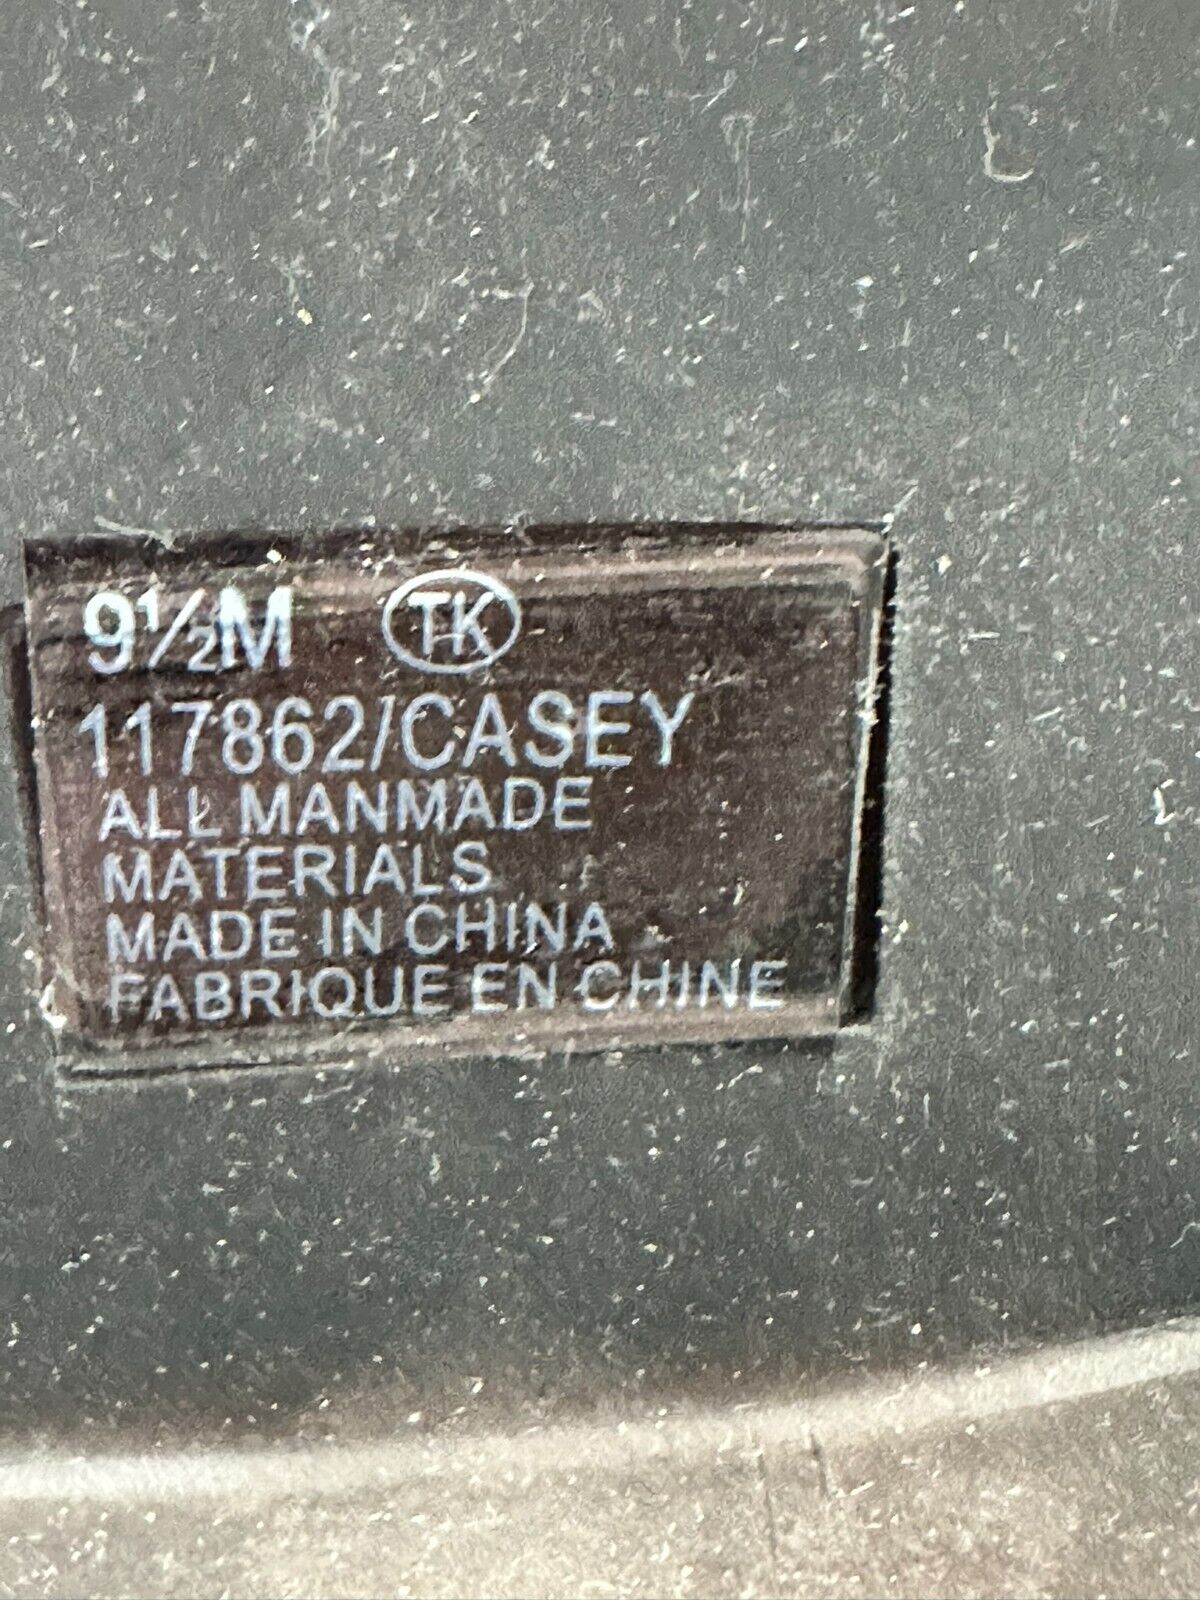 9½M TK
117862/CASEY
ALL MANMADE
MATERIALS
MADE IN CHINA
FABRIQUE EN CHINE